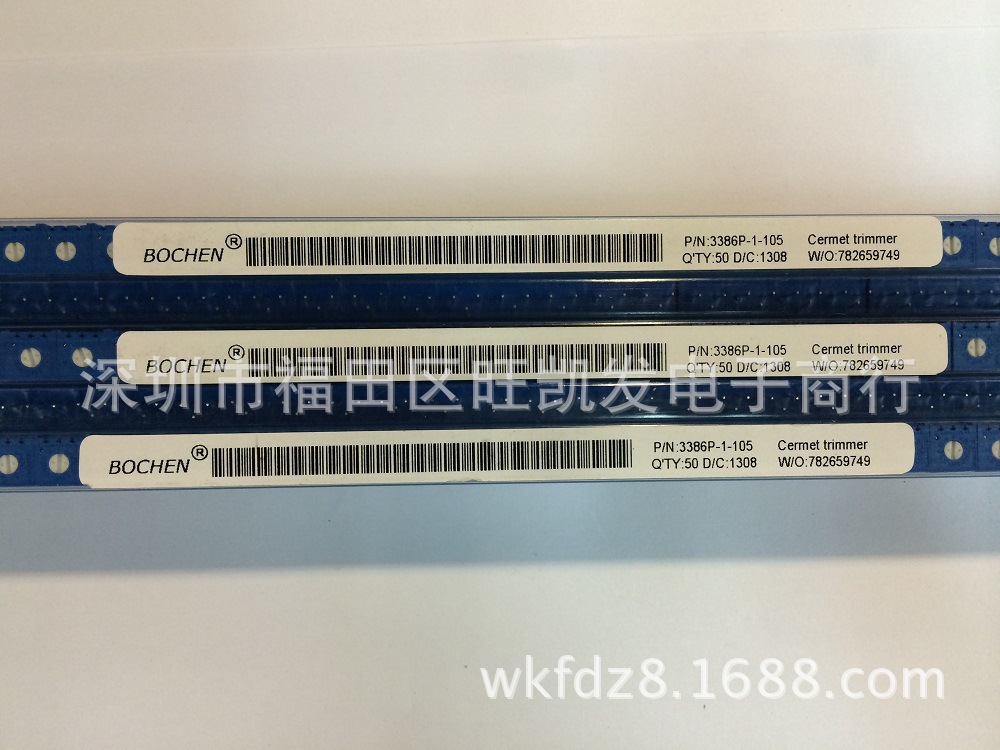 BOCHEN®
P/N:3386P-1-105 Cermet trimmer
Q'TY:50 D/C:1308 W/O:782659749
BOCHEN®
P/N:3386P-1-105 Cermet trimmer
Q'TY:50 D/C:1308 W/O:782659749
深圳市福田区旺凯发电子商行
BOCHEN®
P/N:3386P-1-105 Cermet trimmer
Q'TY:50 D/C:1308 W/O:782659749
wkfdz8.1688.com